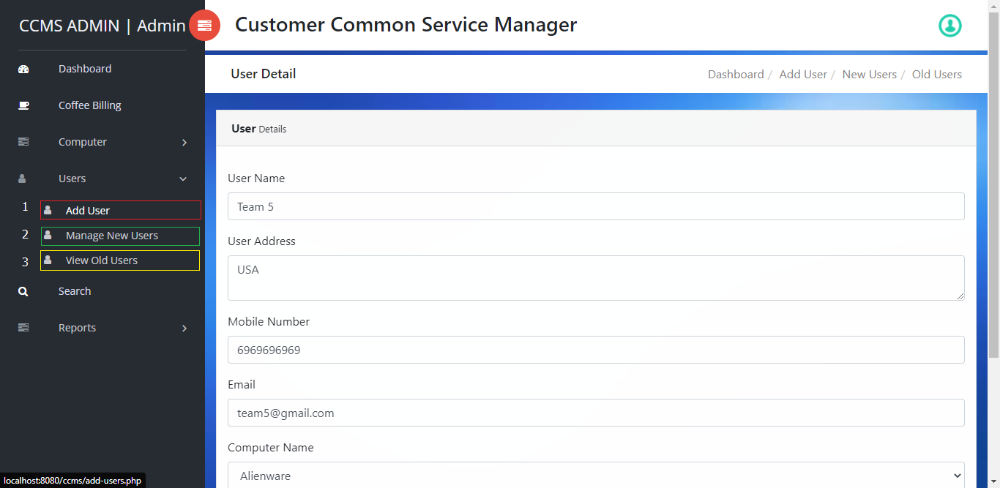 CCMS ADMIN | Admin
Customer Common Service Manager
Dashboard
Coffee Billing
Computer
Users
1 Add User
2 Manage New Users
3 View Old Users
Search
Reports
User Detail
Dashboard / Add User / New Users / Old Users
User Details
User Name
Team 5
User Address
USA
Mobile Number
6969696969
Email
team5@gmail.com
Computer Name
Alienware
localhost:8080/ccms/add-users.php